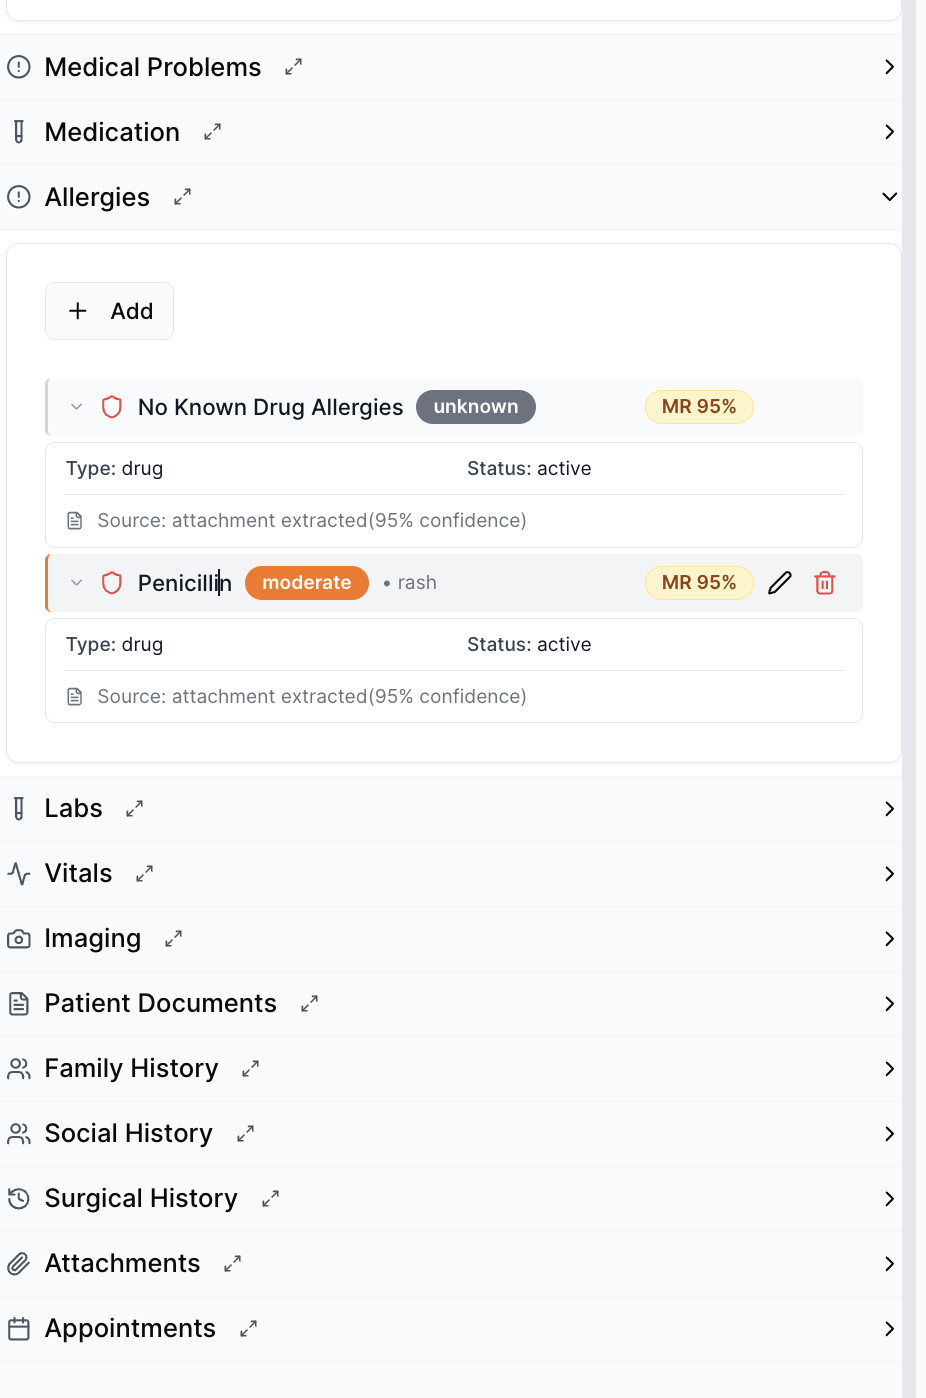 Medical Problems
Medication
Allergies
Add
No Known Drug Allergies unknown MR 95%
Type: drug Status: active
Source: attachment extracted(95% confidence)
Penicillin moderate • rash MR 95%
Type: drug Status: active
Source: attachment extracted(95% confidence)
Labs
Vitals
Imaging
Patient Documents
Family History
Social History
Surgical History
Attachments
Appointments